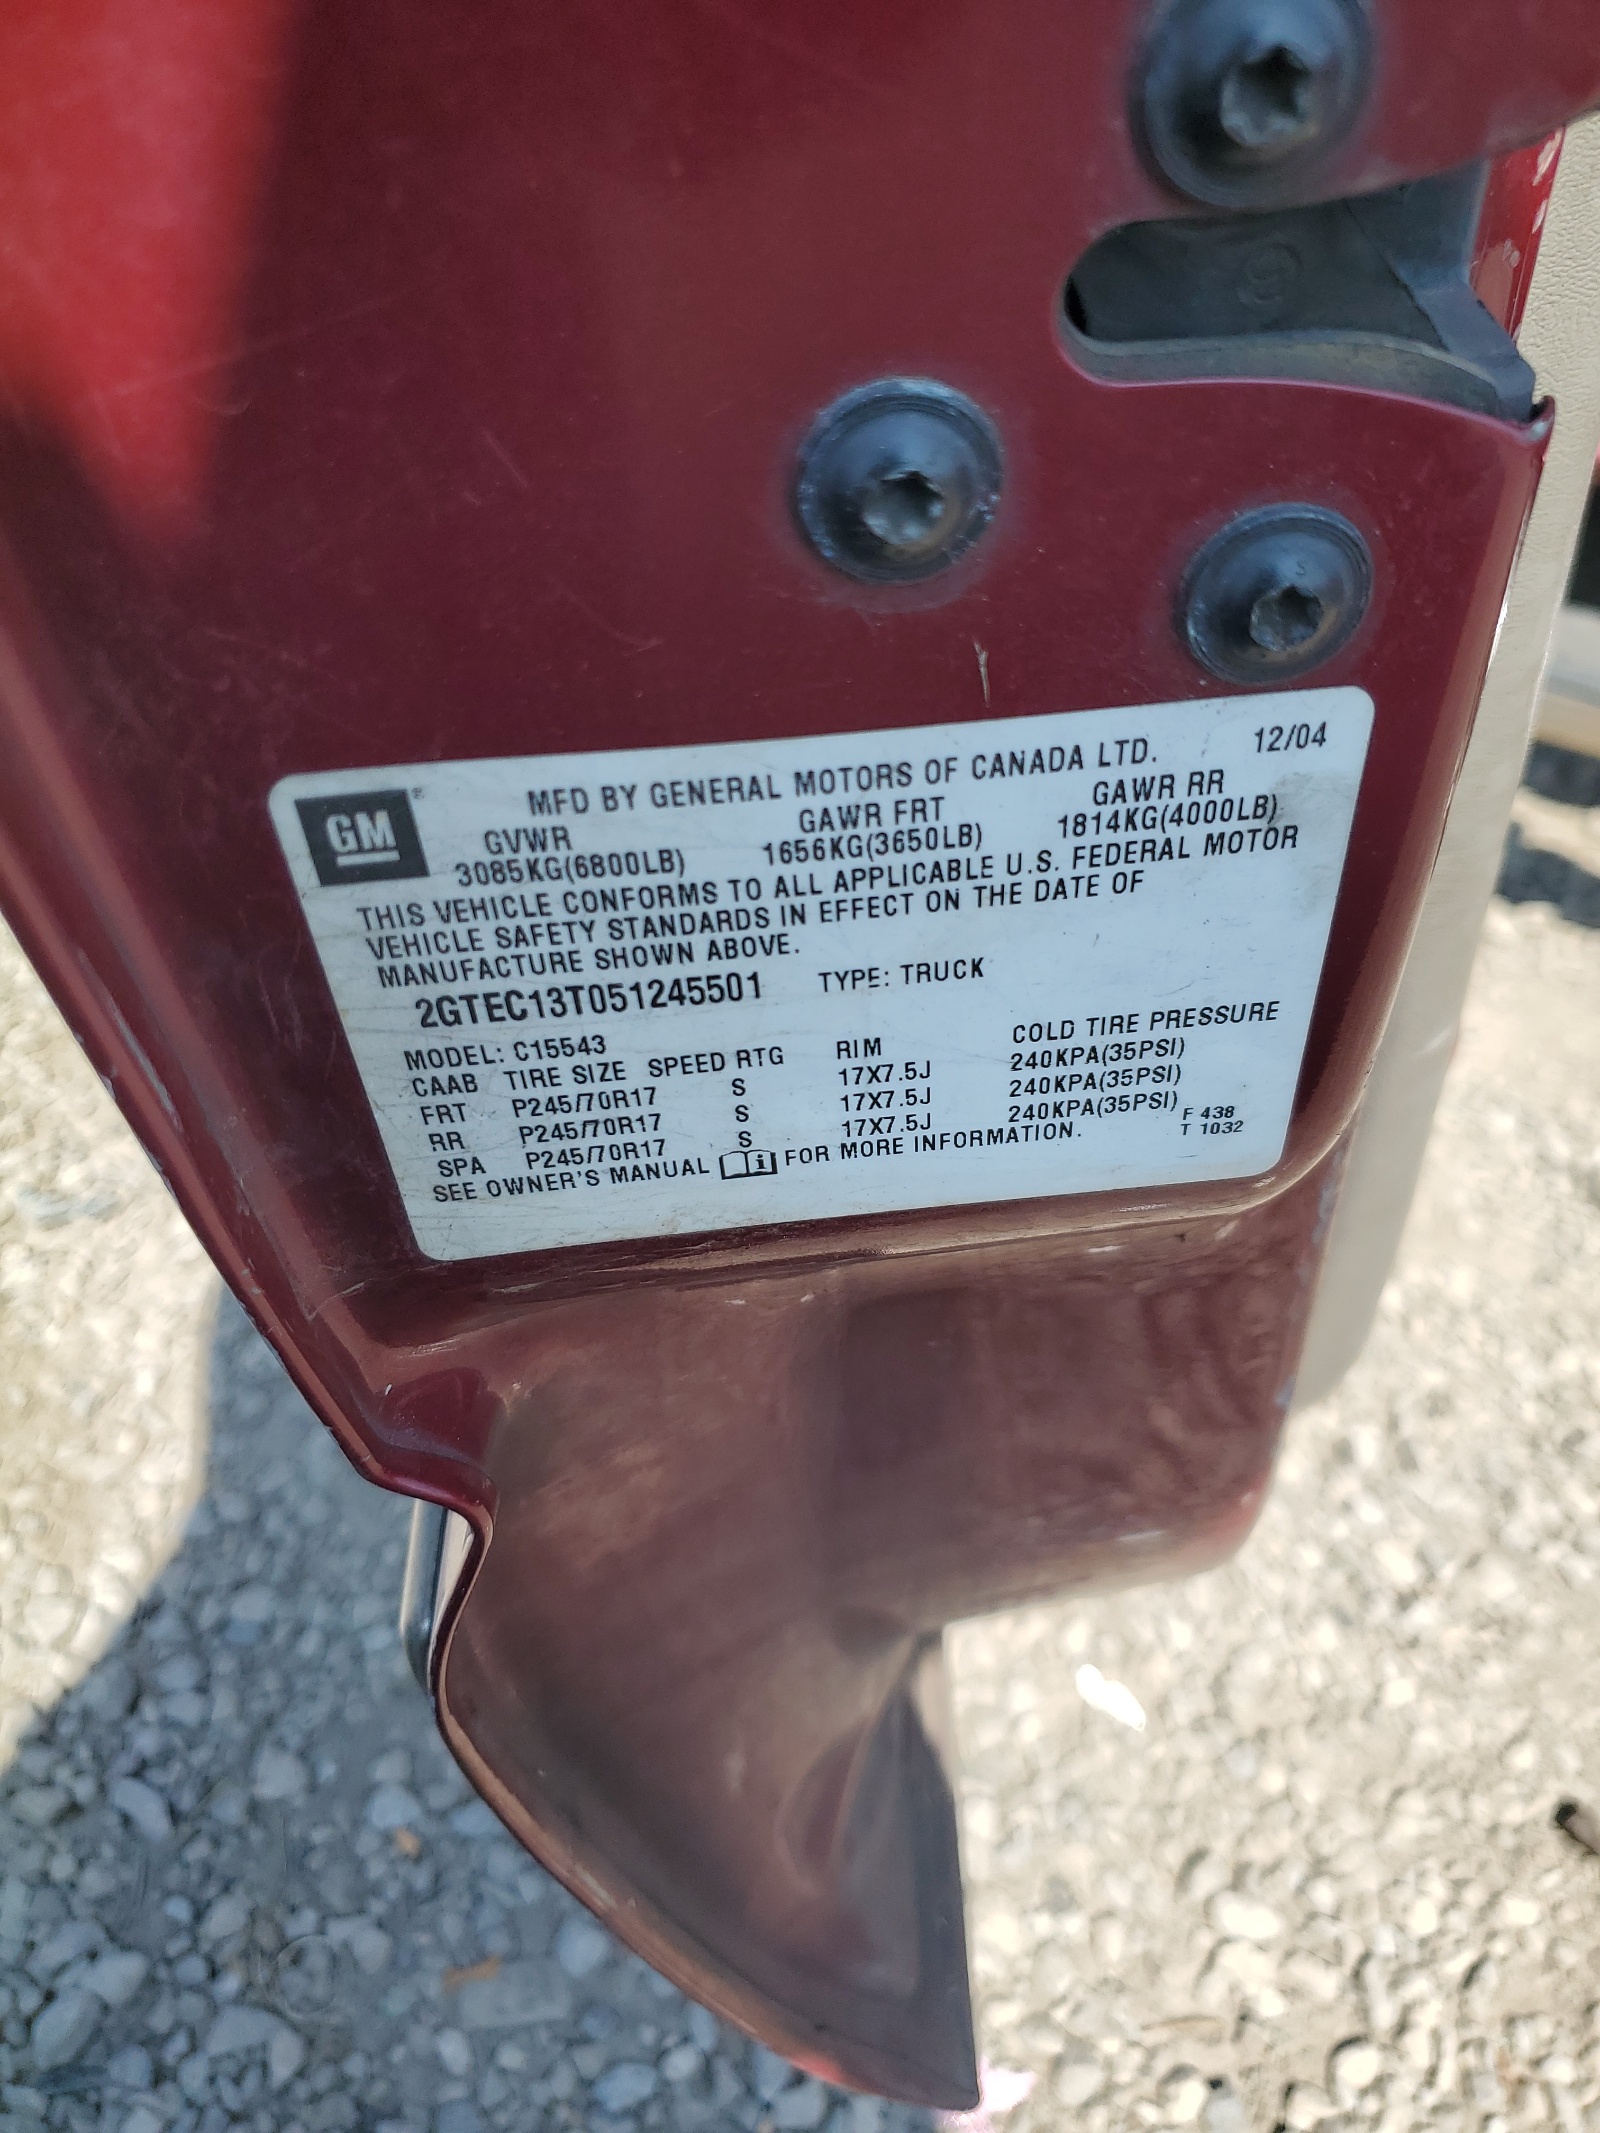 GM
MFD BY GENERAL MOTORS OF CANADA LTD. 12/04
GVWR GAWR FRT GAWR RR
3085KG(6800LB) 1656KG(3650LB) 1814KG(4000LB)
THIS VEHICLE CONFORMS TO ALL APPLICABLE U.S. FEDERAL MOTOR
VEHICLE SAFETY STANDARDS IN EFFECT ON THE DATE OF
MANUFACTURE SHOWN ABOVE.
2GTEC13T051245501 TYPE: TRUCK
MODEL: C15543
CAAB TIRE SIZE SPEED RTG RIM COLD TIRE PRESSURE
FRT P245/70R17 S 17X7.5J 240KPA(35PSI)
RR P245/70R17 S 17X7.5J 240KPA(35PSI)
SPA P245/70R17 S 17X7.5J 240KPA(35PSI)
SEE OWNER'S MANUAL i FOR MORE INFORMATION.
F 438
T 1032